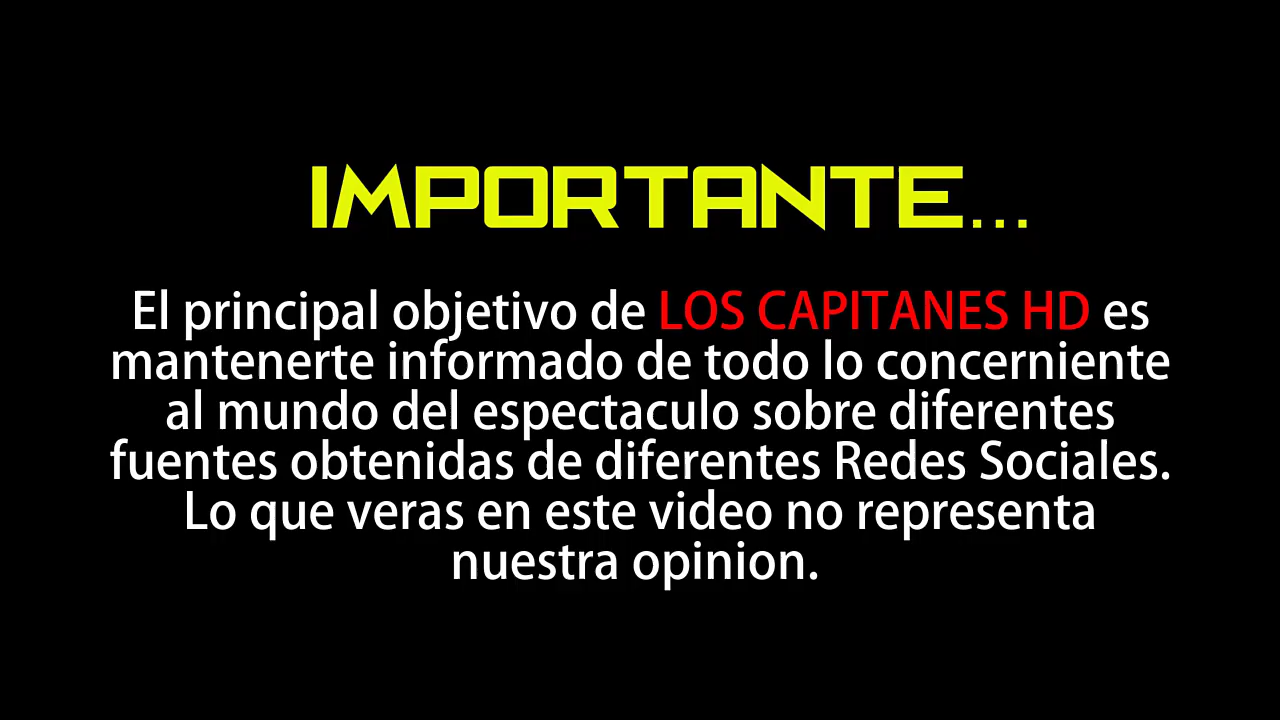 IMPORTANTE...
El principal objetivo de LOS CAPITANES HD es
mantenerte informado de todo lo concerniente
al mundo del espectaculo sobre diferentes
fuentes obtenidas de diferentes Redes Sociales.
Lo que veras en este video no representa
nuestra opinion.